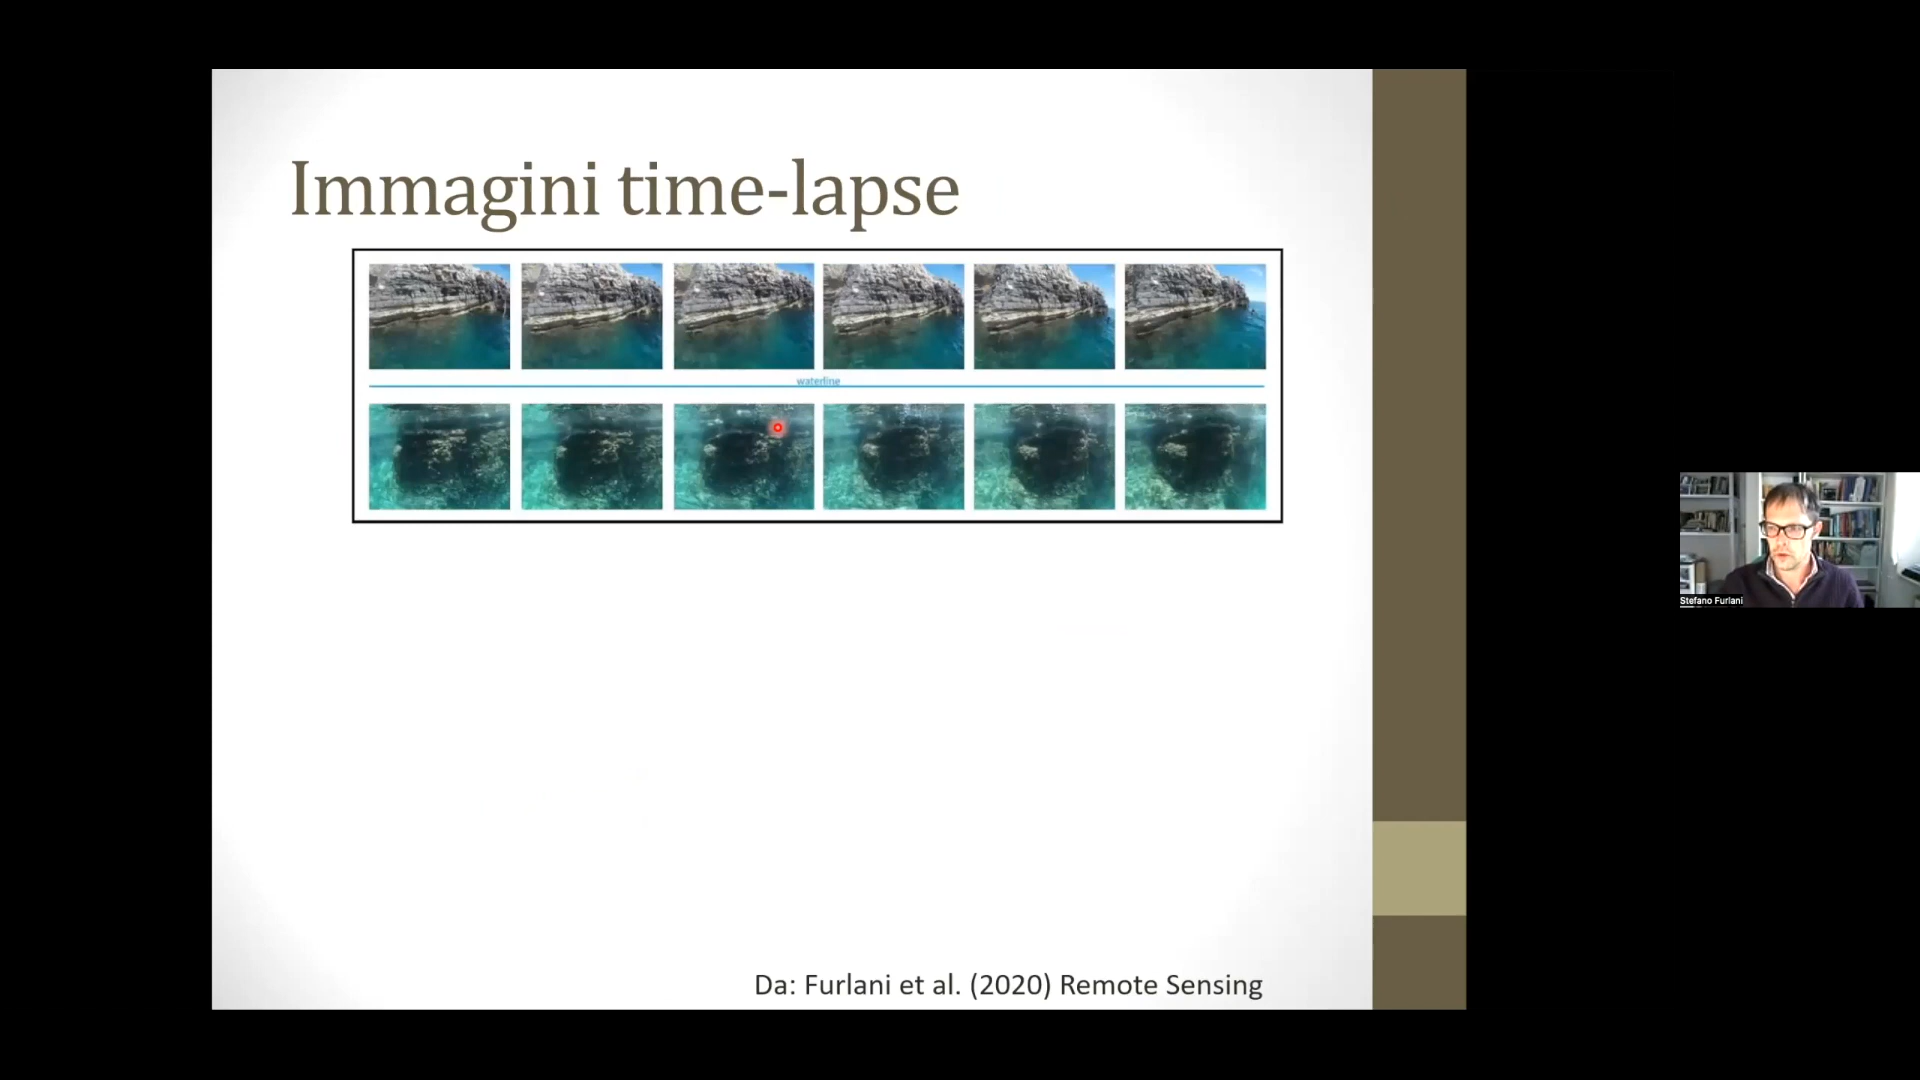 Immagini time-lapse
waterline
Stefano Furlani
Da: Furlani et al. (2020) Remote Sensing